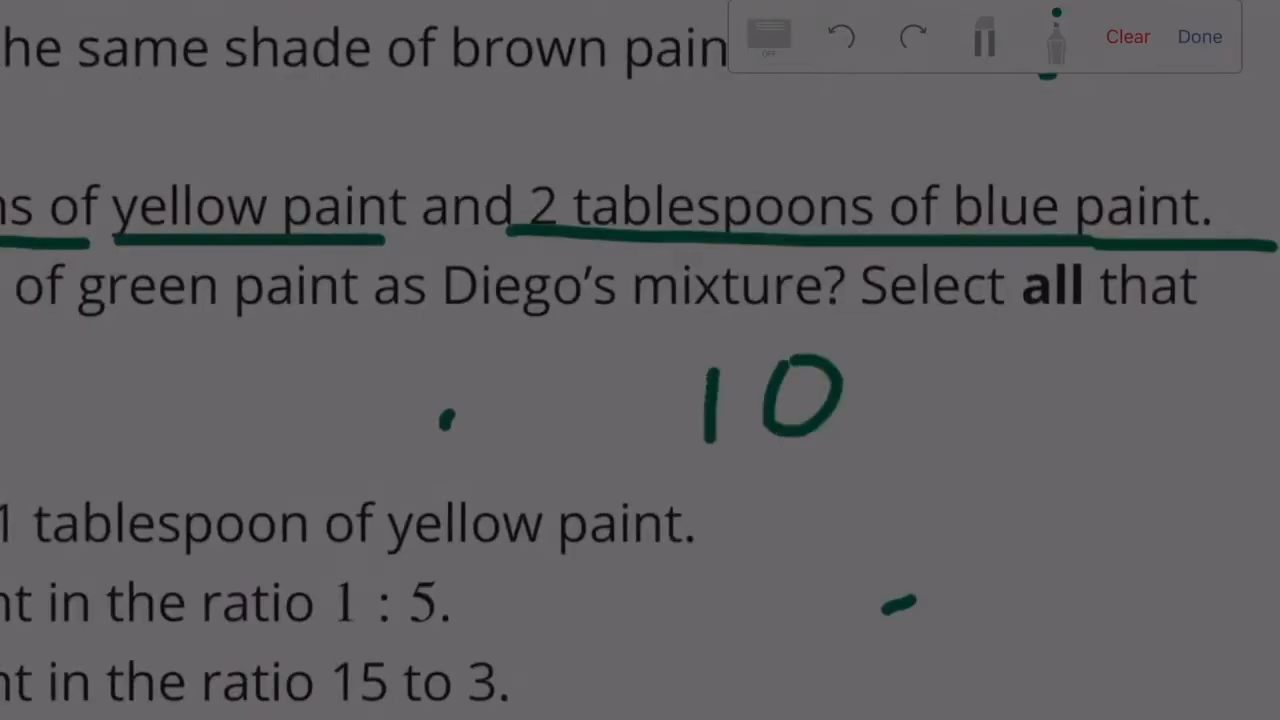 he same shade of brown pain
OFF
Clear
Done
ns of yellow paint and 2 tablespoons of blue paint.
of green paint as Diego’s mixture? Select all that
10
1 tablespoon of yellow paint.
nt in the ratio 1 : 5.
nt in the ratio 15 to 3.